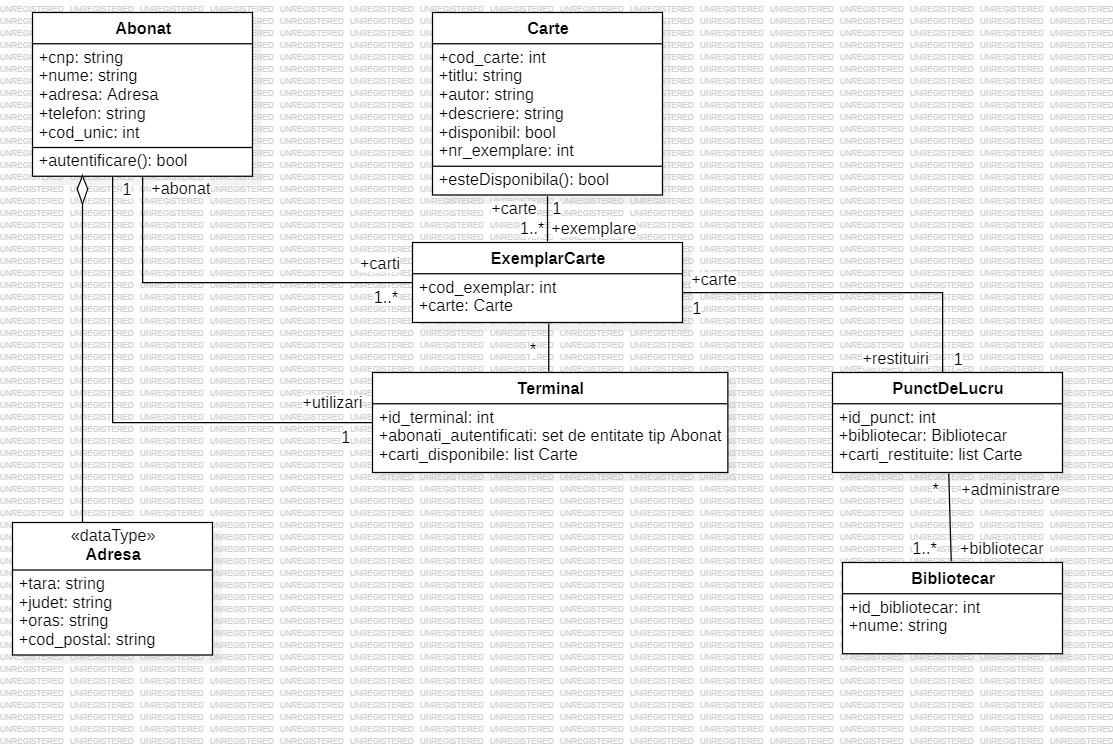 Abonat
+cnp: string
+nume: string
+adresa: Adresa
+telefon: string
+cod_unic: int
+autentificare(): bool
Carte
+cod_carte: int
+titlu: string
+autor: string
+descriere: string
+disponibil: bool
+nr_exemplare: int
+esteDisponibila(): bool
1
+abonat
+carte
1
1..*
+exemplare
ExemplarCarte
+cod_exemplar: int
+carte: Carte
+carti
1..*
+carte
1
*
+restituiri
1
Terminal
+id_terminal: int
+abonati_autentificati: set de entitate tip Abonat
+carti_disponibile: list Carte
+utilizari
1
PunctDeLucru
+id_punct: int
+bibliotecar: Bibliotecar
+carti_restituite: list Carte
*
+administrare
1..*
+bibliotecar
«dataType»
Adresa
+tara: string
+judet: string
+oras: string
+cod_postal: string
Bibliotecar
+id_bibliotecar: int
+nume: string
UNREGISTERED